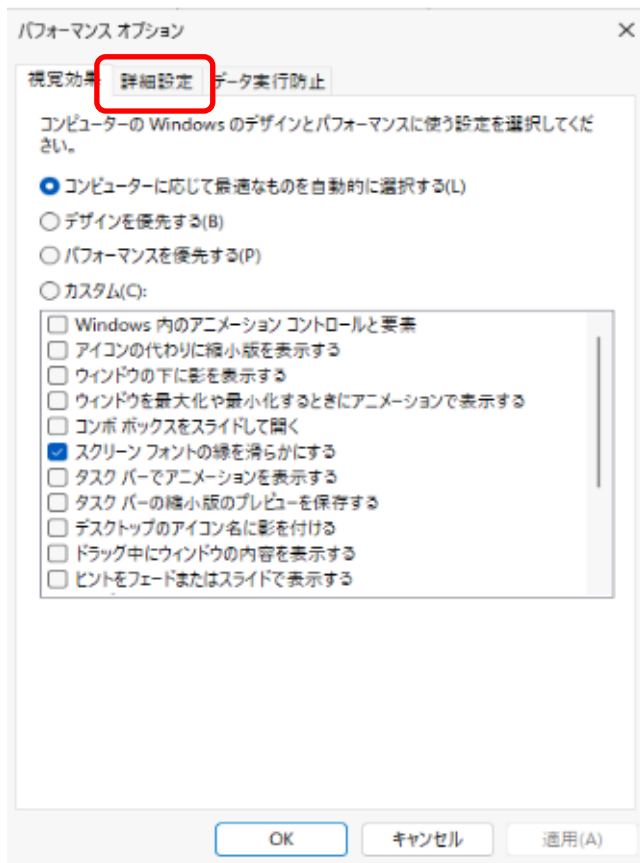 パフォーマンス オプション
視覚効果 詳細設定 データ実行防止
コンピューターの Windows のデザインとパフォーマンスに使う設定を選択してくだ
さい。
コンピューターに応じて最適なものを自動的に選択する(L)
デザインを優先する(B)
パフォーマンスを優先する(P)
カスタム(C):
Windows 内のアニメーション コントロールと要素
アイコンの代わりに縮小版を表示する
ウィンドウの下に影を表示する
ウィンドウを最大化や最小化するときにアニメーションで表示する
コンボ ボックスをスライドして開く
スクリーン フォントの縁を滑らかにする
タスク バーでアニメーションを表示する
タスク バーの縮小版のプレビューを保存する
デスクトップのアイコン名に影を付ける
ドラッグ中にウィンドウの内容を表示する
ヒントをフェードまたはスライドで表示する
OK キャンセル 適用(A)